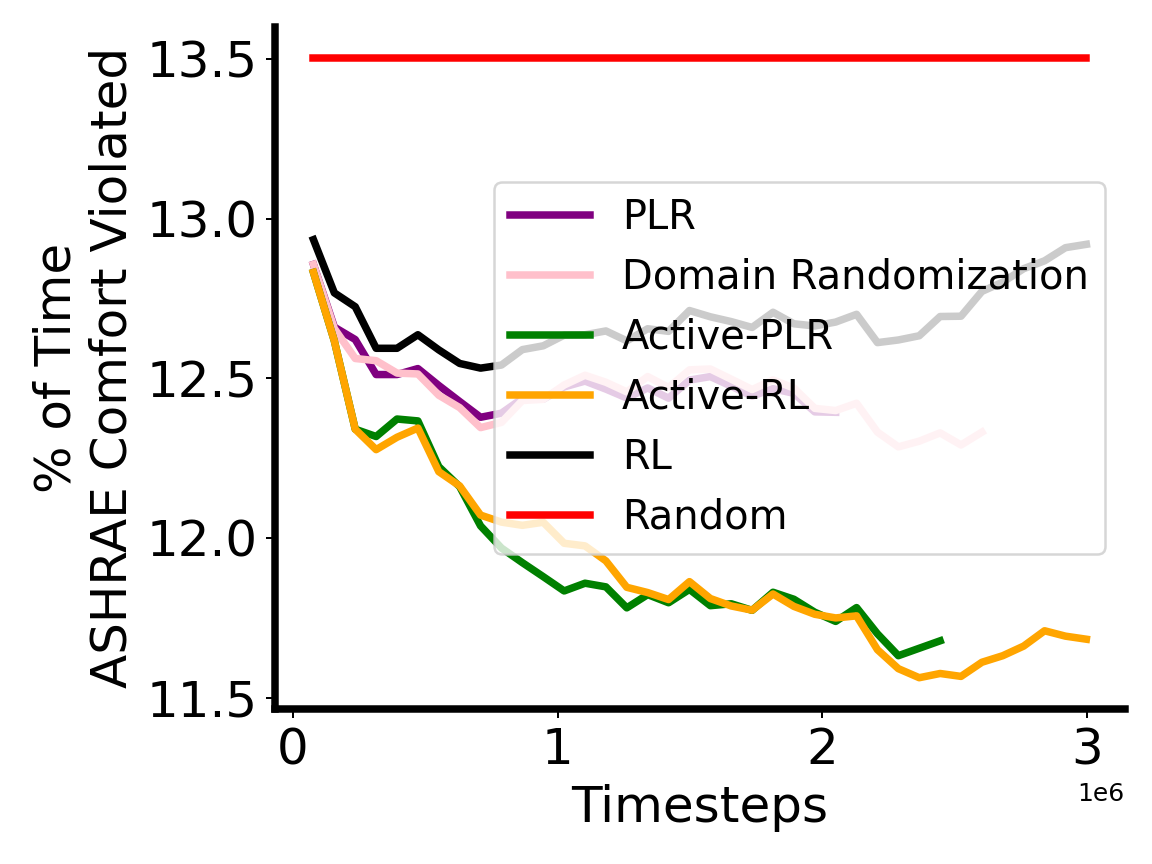 % of Time
ASHRAE Comfort Violated
13.5
13.0
12.5
12.0
11.5
PLR
Domain Randomization
Active-PLR
Active-RL
RL
Random
0
1
2
3
1e6
Timesteps